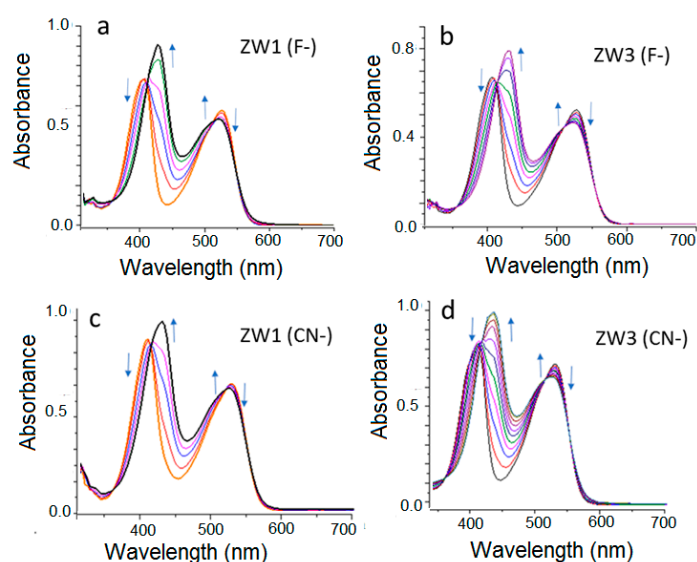 a
ZW1 (F-)
Absorbance
1.0
0.5
0.0
400
500
600
700
Wavelength (nm)
b
ZW3 (F-)
Absorbance
0.8
0.4
0.0
400
500
600
700
Wavelength (nm)
c
ZW1 (CN-)
Absorbance
1.0
0.5
0.0
400
500
600
700
Wavelength (nm)
d
ZW3 (CN-)
Absorbance
1.0
0.5
0.0
400
500
600
700
Wavelength (nm)